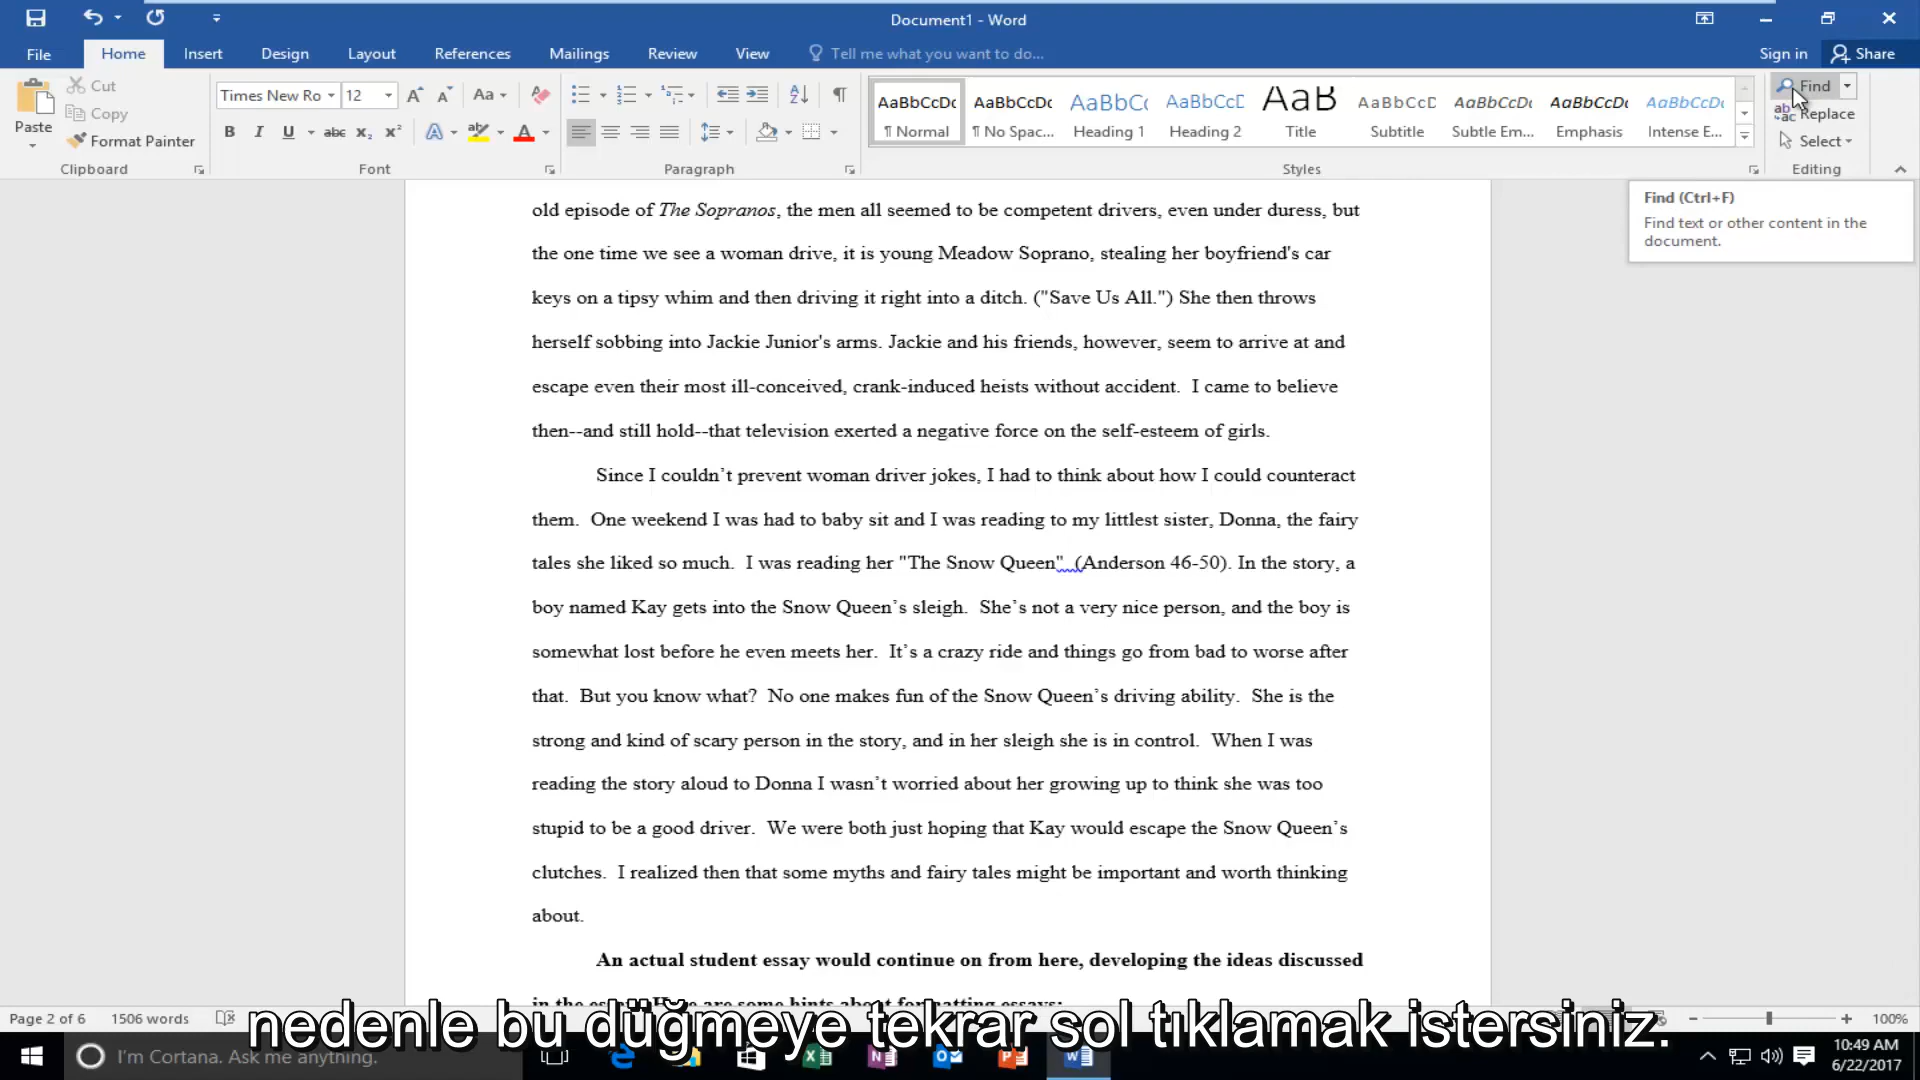 Document1 - Word
File Home Insert Design Layout References Mailings Review View Tell me what you want to do... Sign in Share
Paste
Cut
Copy
Format Painter
Clipboard
Times New Ro 12 Aa
B I U abc x₂ x² A ab A
Font
Paragraph
AaBbCcDc ¶ Normal
AaBbCcDc ¶ No Spac...
AaBbCc Heading 1
AaBbCcD Heading 2
AaB Title
AaBbCcD Subtitle
AaBbCcDc Subtle Em...
AaBbCcDc Emphasis
AaBbCcDc Intense E...
Styles
Find
Replace
Select
Editing
Find (Ctrl+F)
Find text or other content in the
document.
old episode of The Sopranos, the men all seemed to be competent drivers, even under duress, but
the one time we see a woman drive, it is young Meadow Soprano, stealing her boyfriend's car
keys on a tipsy whim and then driving it right into a ditch. ("Save Us All.") She then throws
herself sobbing into Jackie Junior's arms. Jackie and his friends, however, seem to arrive at and
escape even their most ill-conceived, crank-induced heists without accident.  I came to believe
then--and still hold--that television exerted a negative force on the self-esteem of girls.
Since I couldn’t prevent woman driver jokes, I had to think about how I could counteract
them.  One weekend I was had to baby sit and I was reading to my littlest sister, Donna, the fairy
tales she liked so much.  I was reading her "The Snow Queen"  (Anderson 46-50). In the story, a
boy named Kay gets into the Snow Queen’s sleigh.  She’s not a very nice person, and the boy is
somewhat lost before he even meets her.  It’s a crazy ride and things go from bad to worse after
that.  But you know what?  No one makes fun of the Snow Queen’s driving ability.  She is the
strong and kind of scary person in the story, and in her sleigh she is in control.  When I was
reading the story aloud to Donna I wasn’t worried about her growing up to think she was too
stupid to be a good driver.  We were both just hoping that Kay would escape the Snow Queen’s
clutches.  I realized then that some myths and fairy tales might be important and worth thinking
about.
An actual student essay would continue on from here, developing the ideas discussed
in the are some hints about formatting essays:
nedenle bu düğmeye tekrar sol tıklamak istersiniz.
Page 2 of 6 1506 words 100%
I'm Cortana. Ask me anything.
10:49 AM
6/22/2017